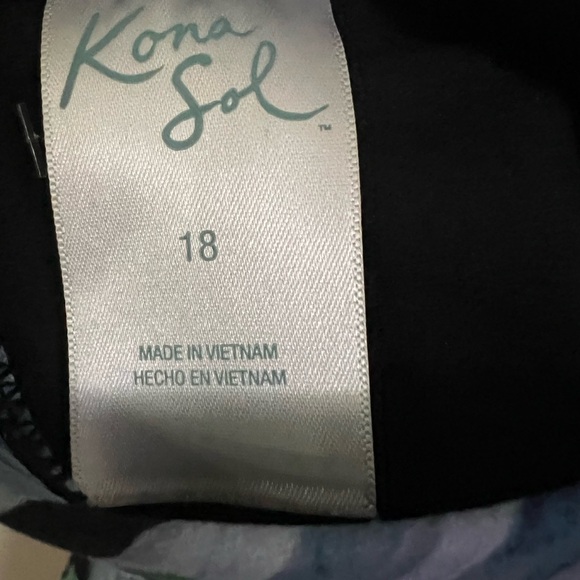 Kona
Sol
™
18
MADE IN VIETNAM
HECHO EN VIETNAM